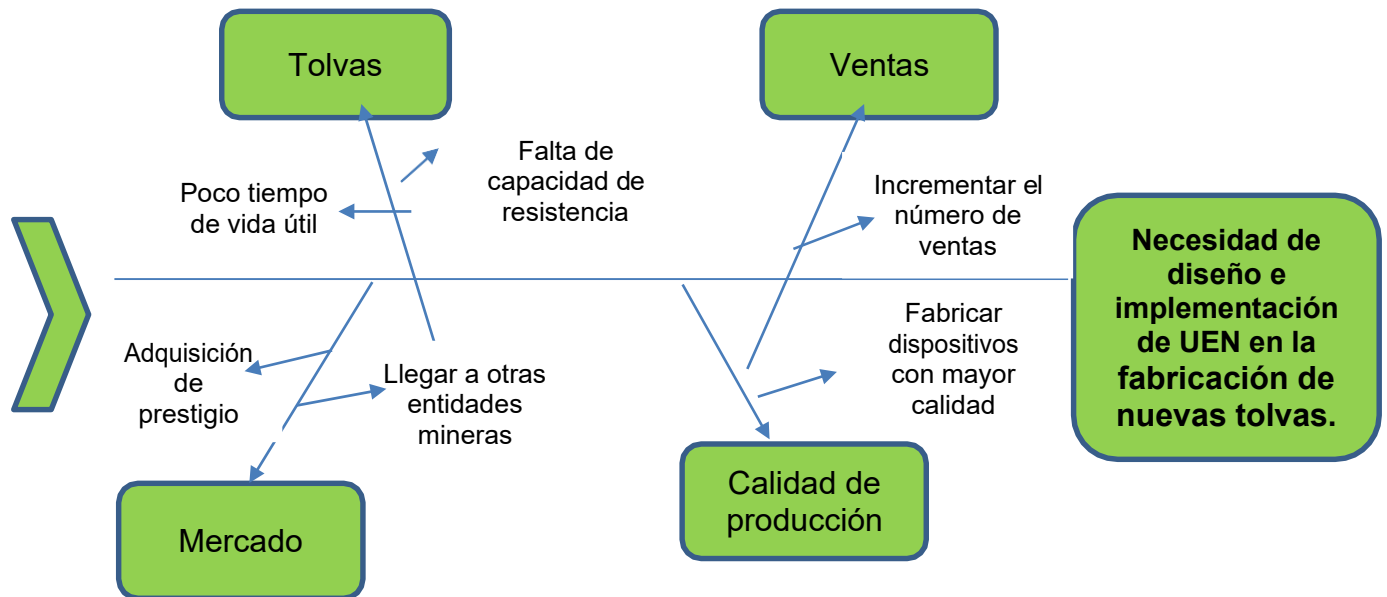 Tolvas
Ventas
Falta de
capacidad de
resistencia
Poco tiempo
de vida útil
Incrementar el
número de
ventas
Necesidad de
diseño e
implementación
de UEN en la
fabricación de
nuevas tolvas.
Adquisición
de
prestigio
Llegar a otras
entidades
mineras
Fabricar
dispositivos
con mayor
calidad
Mercado
Calidad de
producción